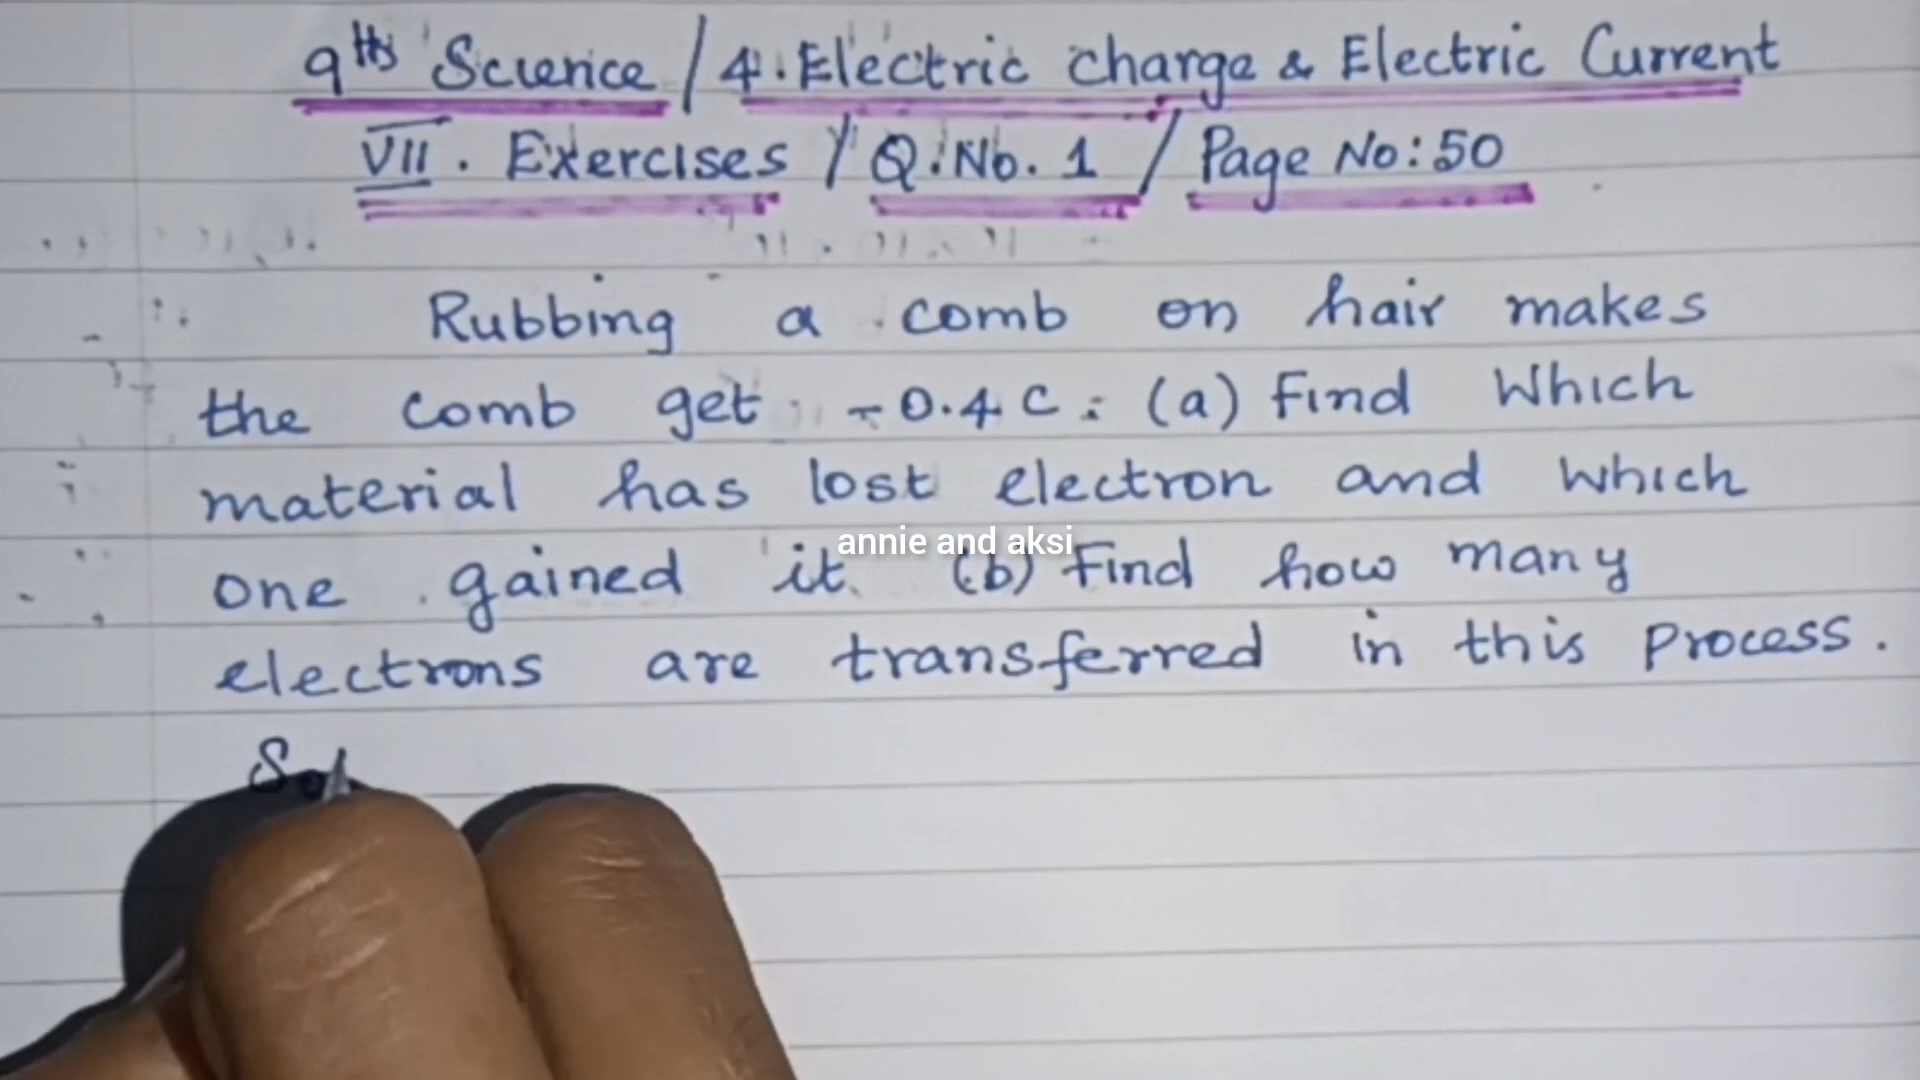 9th Science / 4. Electric charge & Electric Current
VII. Exercises / Q.No. 1 / Page No: 50
Rubbing a comb on hair makes
the comb get -0.4 C. (a) Find Which
material has lost electron and which
annie and aksi
one gained it. (b) Find how many
electrons are transferred in this process.
Sol